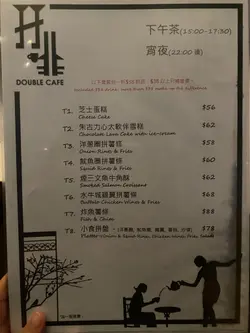 DOUBLE CAFE
下午茶(15:00-17:30)
宵夜(22:00 後)
T1. 芝士蛋糕 $56
Cheese Cake
T2. 朱古力心太軟伴雪糕 $62
Chocolate Lava Cake with ice-cream
T3. 洋蔥圈拼薯條 $58
Onion Rings & Fries
T4. 魷魚圈拼薯條 $60
Squid Rings & Fries
T5. 煙三文魚牛角酥 $62
Smoked Salmon Croissant
T6. 水牛城雞翼拼薯條 $68
Buffalo Chicken Wings & Fries
T7. 炸魚薯條 $68
Fish & Chips
T8. 小食拼盤 $78